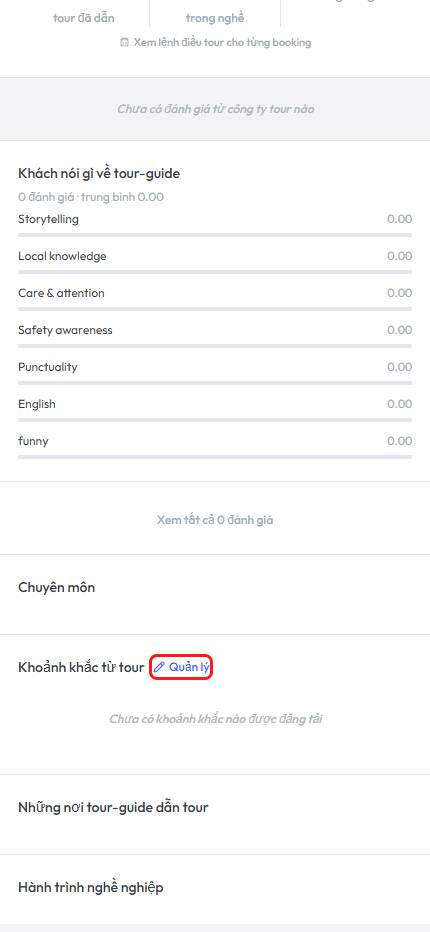 tour đã dẫn
trong nghề
Xem lệnh điều tour cho từng booking
Chưa có đánh giá từ công ty tour nào
Khách nói gì về tour-guide
0 đánh giá · trung bình 0.00
Storytelling 0.00
Local knowledge 0.00
Care & attention 0.00
Safety awareness 0.00
Punctuality 0.00
English 0.00
funny 0.00
Xem tất cả 0 đánh giá
Chuyên môn
Khoảnh khắc từ tour Quản lý
Chưa có khoảnh khắc nào được đăng tải
Những nơi tour-guide dẫn tour
Hành trình nghề nghiệp